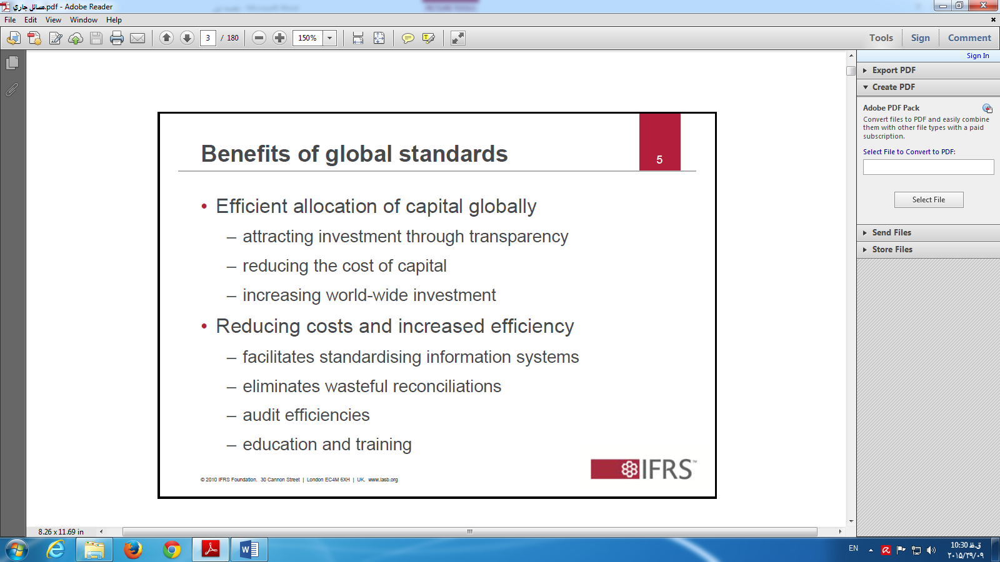 مسائل جاري.pdf - Adobe Reader
File Edit View Window Help
3 / 180 150% Tools Sign Comment
Sign In
Export PDF
Create PDF
Adobe PDF Pack
Convert files to PDF and easily combine
them with other file types with a paid
subscription.
Select File to Convert to PDF:
Select File
Send Files
Store Files
Benefits of global standards
5
• Efficient allocation of capital globally
– attracting investment through transparency
– reducing the cost of capital
– increasing world-wide investment
• Reducing costs and increased efficiency
– facilitates standardising information systems
– eliminates wasteful reconciliations
– audit efficiencies
– education and training
IFRS™
© 2010 IFRS Foundation. 30 Cannon Street | London EC4M 6XH | UK. www.iasb.org
8.26 x 11.69 in
EN
10:30 ق.ظ
٢٠١٥/٢٩/٠٩